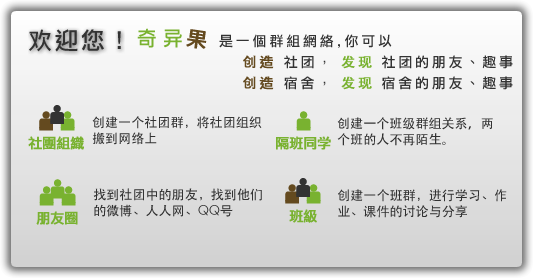 欢迎您！奇异果 是一個群組網絡,你可以
创造 社团， 发现 社团的朋友、趣事
创造 宿舍， 发现 宿舍的朋友、趣事
社團組織
创建一个社团群，将社团组织
搬到网络上
隔班同学
创建一个班级群组关系，两
个班的人不再陌生。
朋友圈
找到社团中的朋友，找到他们
的微博、人人网、QQ号
班級
创建一个班群，进行学习、作
业、课件的讨论与分享